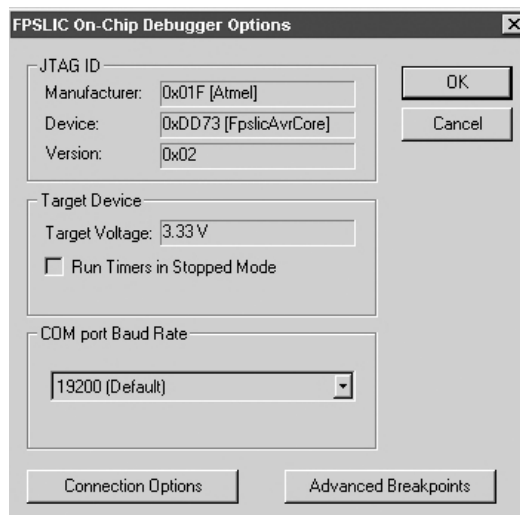 FPSLIC On-Chip Debugger Options
JTAG ID
Manufacturer: 0x01F [Atmel]
Device: 0xDD73 [FpslicAvrCore]
Version: 0x02
OK
Cancel
Target Device
Target Voltage: 3.33 V
Run Timers in Stopped Mode
COM port Baud Rate
19200 (Default)
Connection Options
Advanced Breakpoints